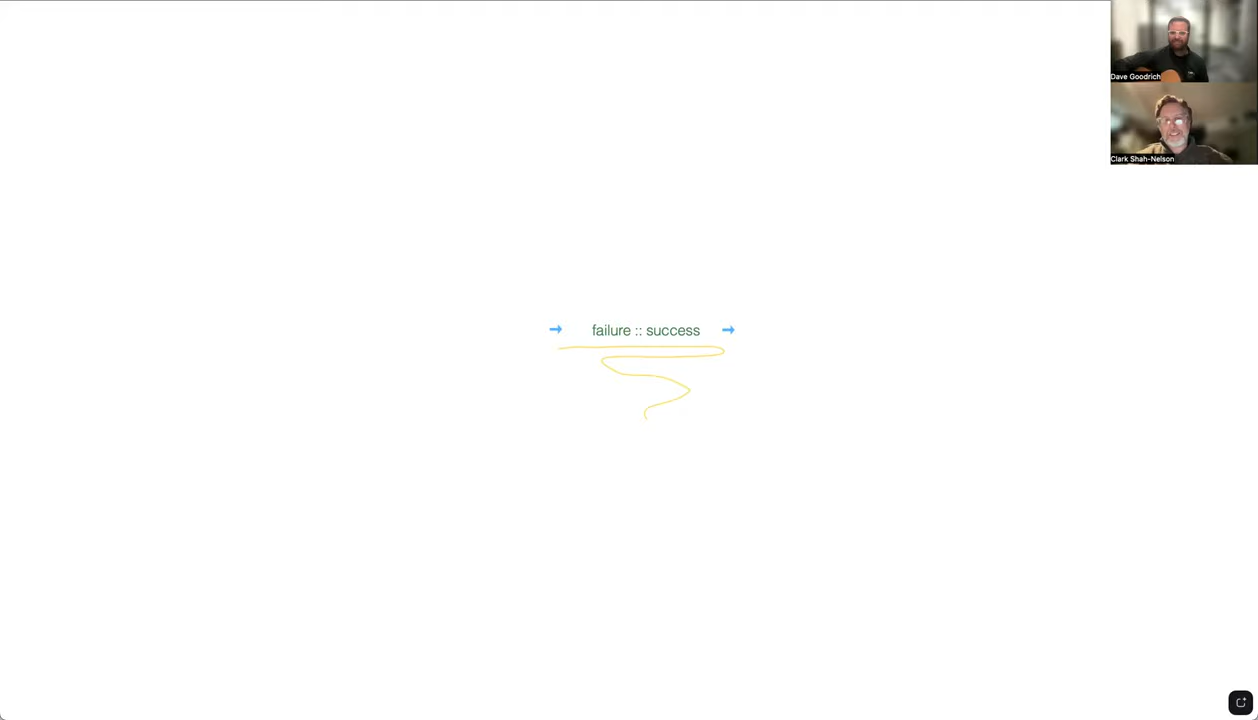 Dave Goodrich
Clark Shah-Nelson
➞ failure :: success ➞